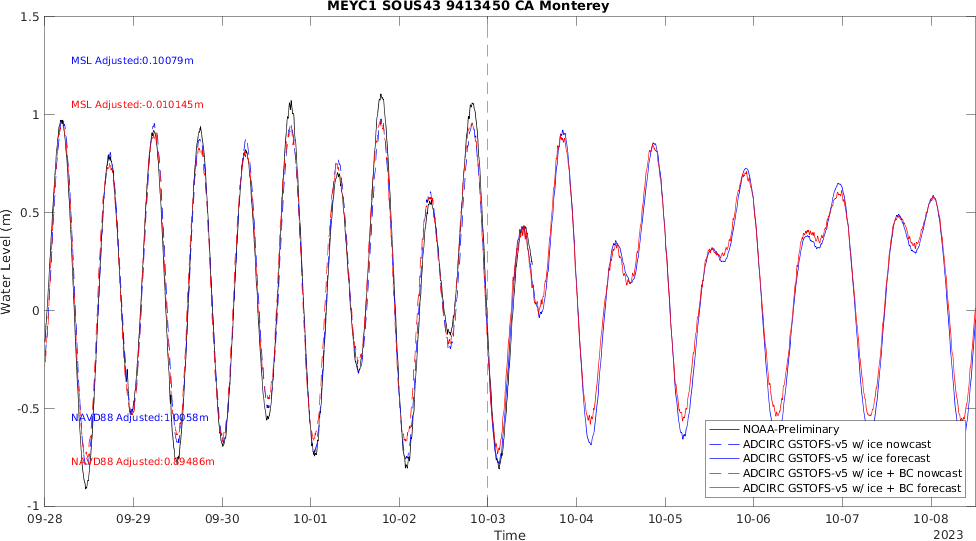 MEYC1 SOUS43 9413450 CA Monterey
1.5
MSL Adjusted:0.10079m
MSL Adjusted:-0.010145m
1
0.5
Water Level (m)
0
-0.5
NAVD88 Adjusted:1.0058m
NAVD88 Adjusted:0.89486m
-1
NOAA-Preliminary
ADCIRC GSTOFS-v5 w/ ice nowcast
ADCIRC GSTOFS-v5 w/ ice forecast
ADCIRC GSTOFS-v5 w/ ice + BC nowcast
ADCIRC GSTOFS-v5 w/ ice + BC forecast
09-28 09-29 09-30 10-01 10-02 10-03 10-04 10-05 10-06 10-07 10-08
Time
2023